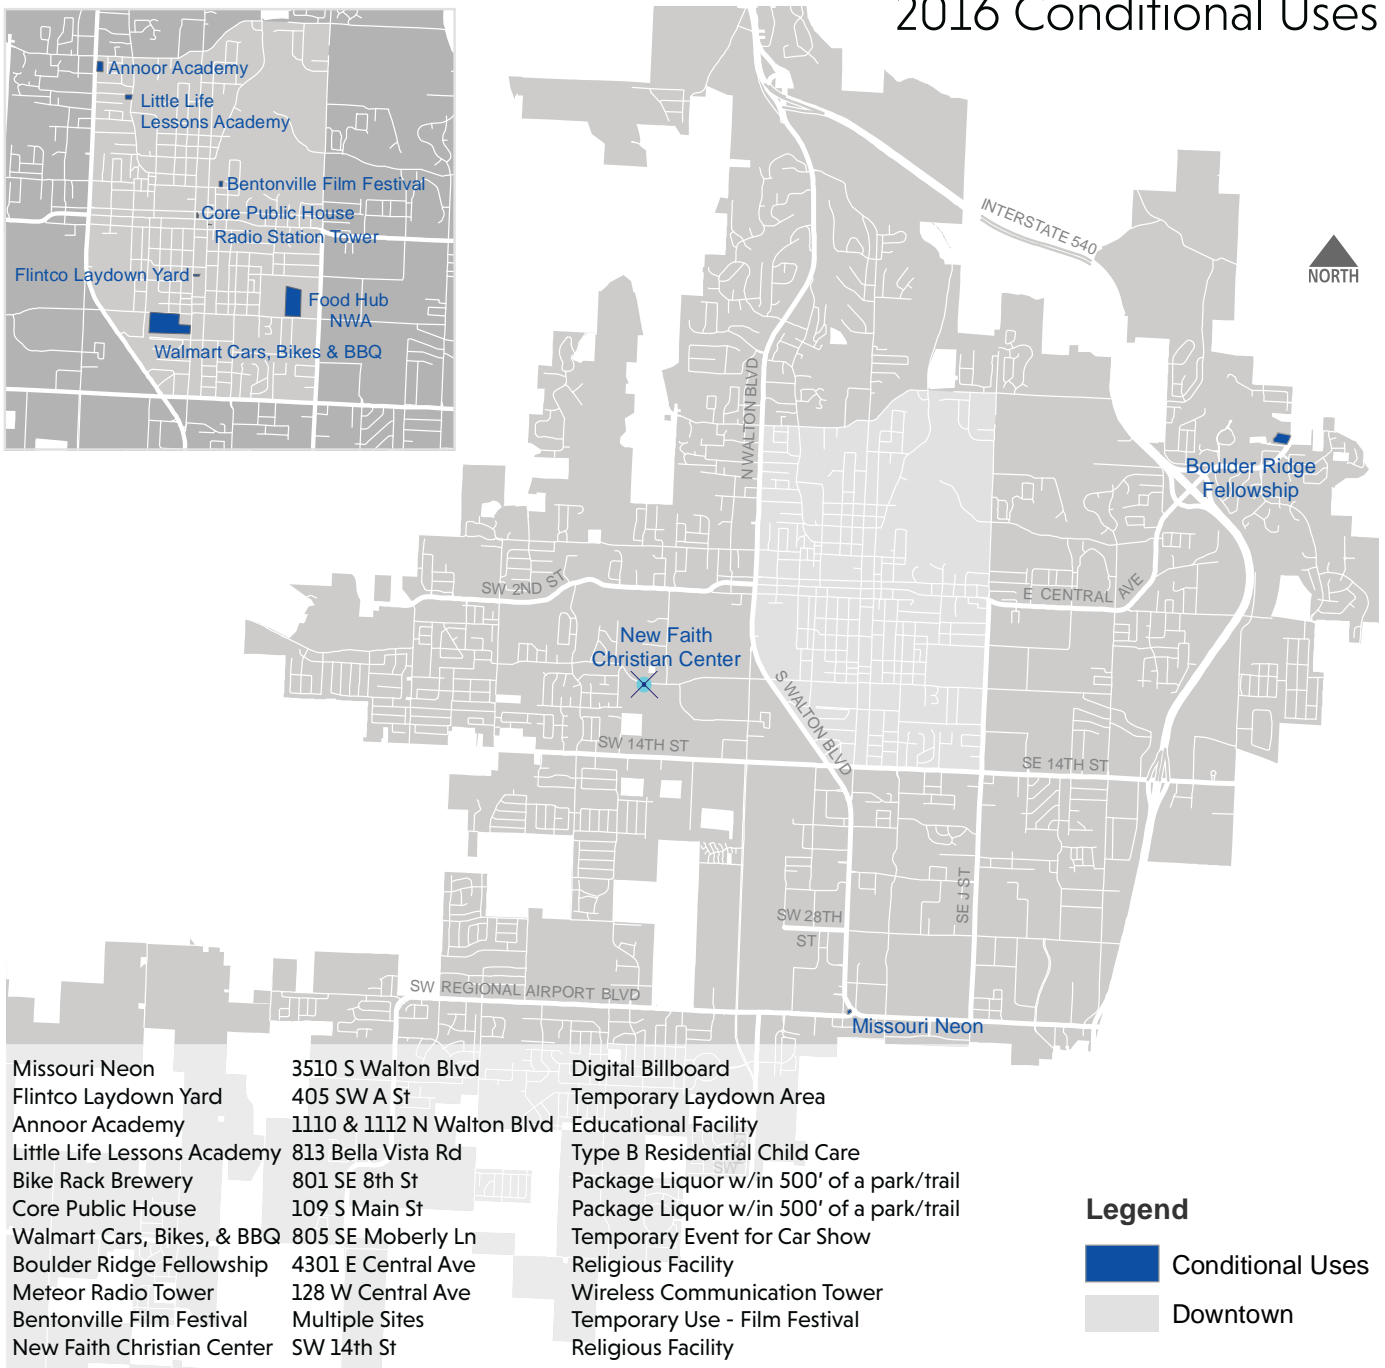 2016 Conditional Uses
Annoor Academy
Little Life
Lessons Academy
Bentonville Film Festival
Core Public House
Radio Station Tower
Flintco Laydown Yard
Food Hub
NWA
Walmart Cars, Bikes & BBQ
INTERSTATE 540
NORTH
N WALTON BLVD
Boulder Ridge
Fellowship
SW 2ND ST
E CENTRAL AVE
New Faith
Christian Center
S WALTON BLVD
SW 14TH ST
SE 14TH ST
SE J ST
SW 28TH
ST
SW REGIONAL AIRPORT BLVD
Missouri Neon
Missouri Neon 3510 S Walton Blvd Digital Billboard
Flintco Laydown Yard 405 SW A St Temporary Laydown Area
Annoor Academy 1110 & 1112 N Walton Blvd Educational Facility
Little Life Lessons Academy 813 Bella Vista Rd Type B Residential Child Care
Bike Rack Brewery 801 SE 8th St Package Liquor w/in 500' of a park/trail
Core Public House 109 S Main St Package Liquor w/in 500' of a park/trail
Walmart Cars, Bikes, & BBQ 805 SE Moberly Ln Temporary Event for Car Show
Boulder Ridge Fellowship 4301 E Central Ave Religious Facility
Meteor Radio Tower 128 W Central Ave Wireless Communication Tower
Bentonville Film Festival Multiple Sites Temporary Use - Film Festival
New Faith Christian Center SW 14th St Religious Facility
Legend
Conditional Uses
Downtown